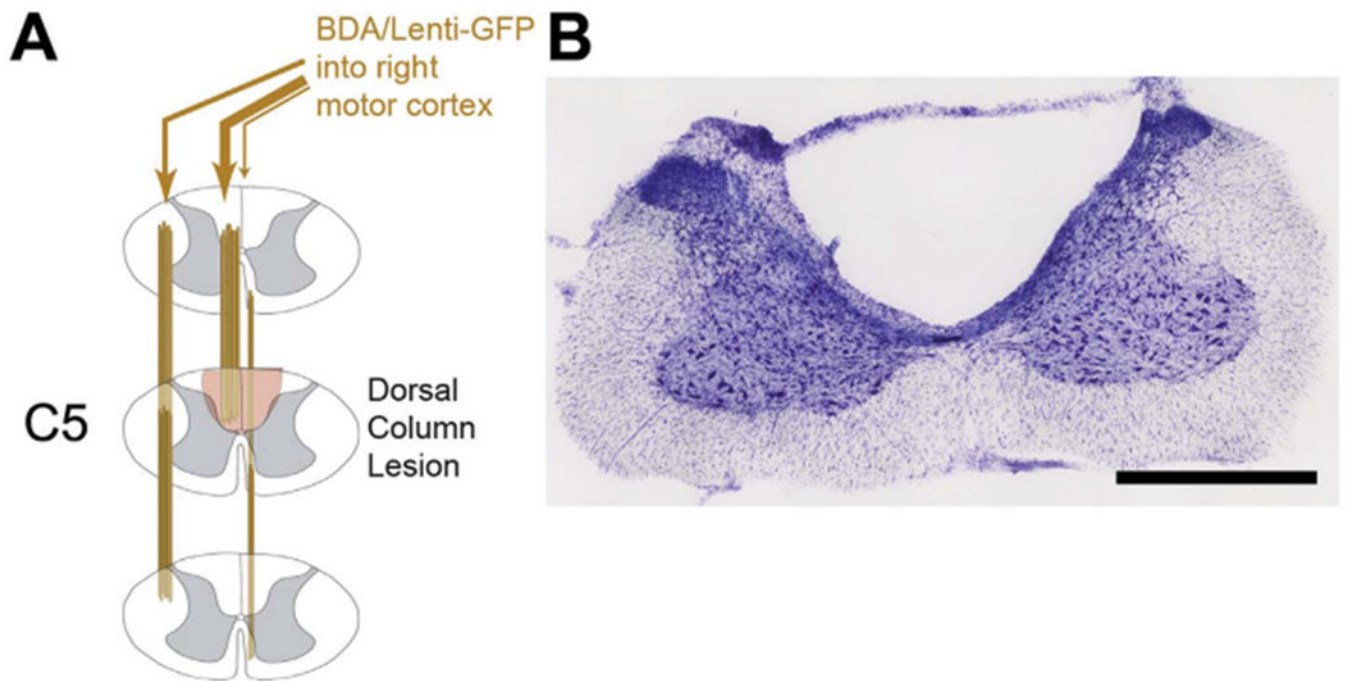 A
BDA/Lenti-GFP
into right
motor cortex
C5
Dorsal
Column
Lesion
B